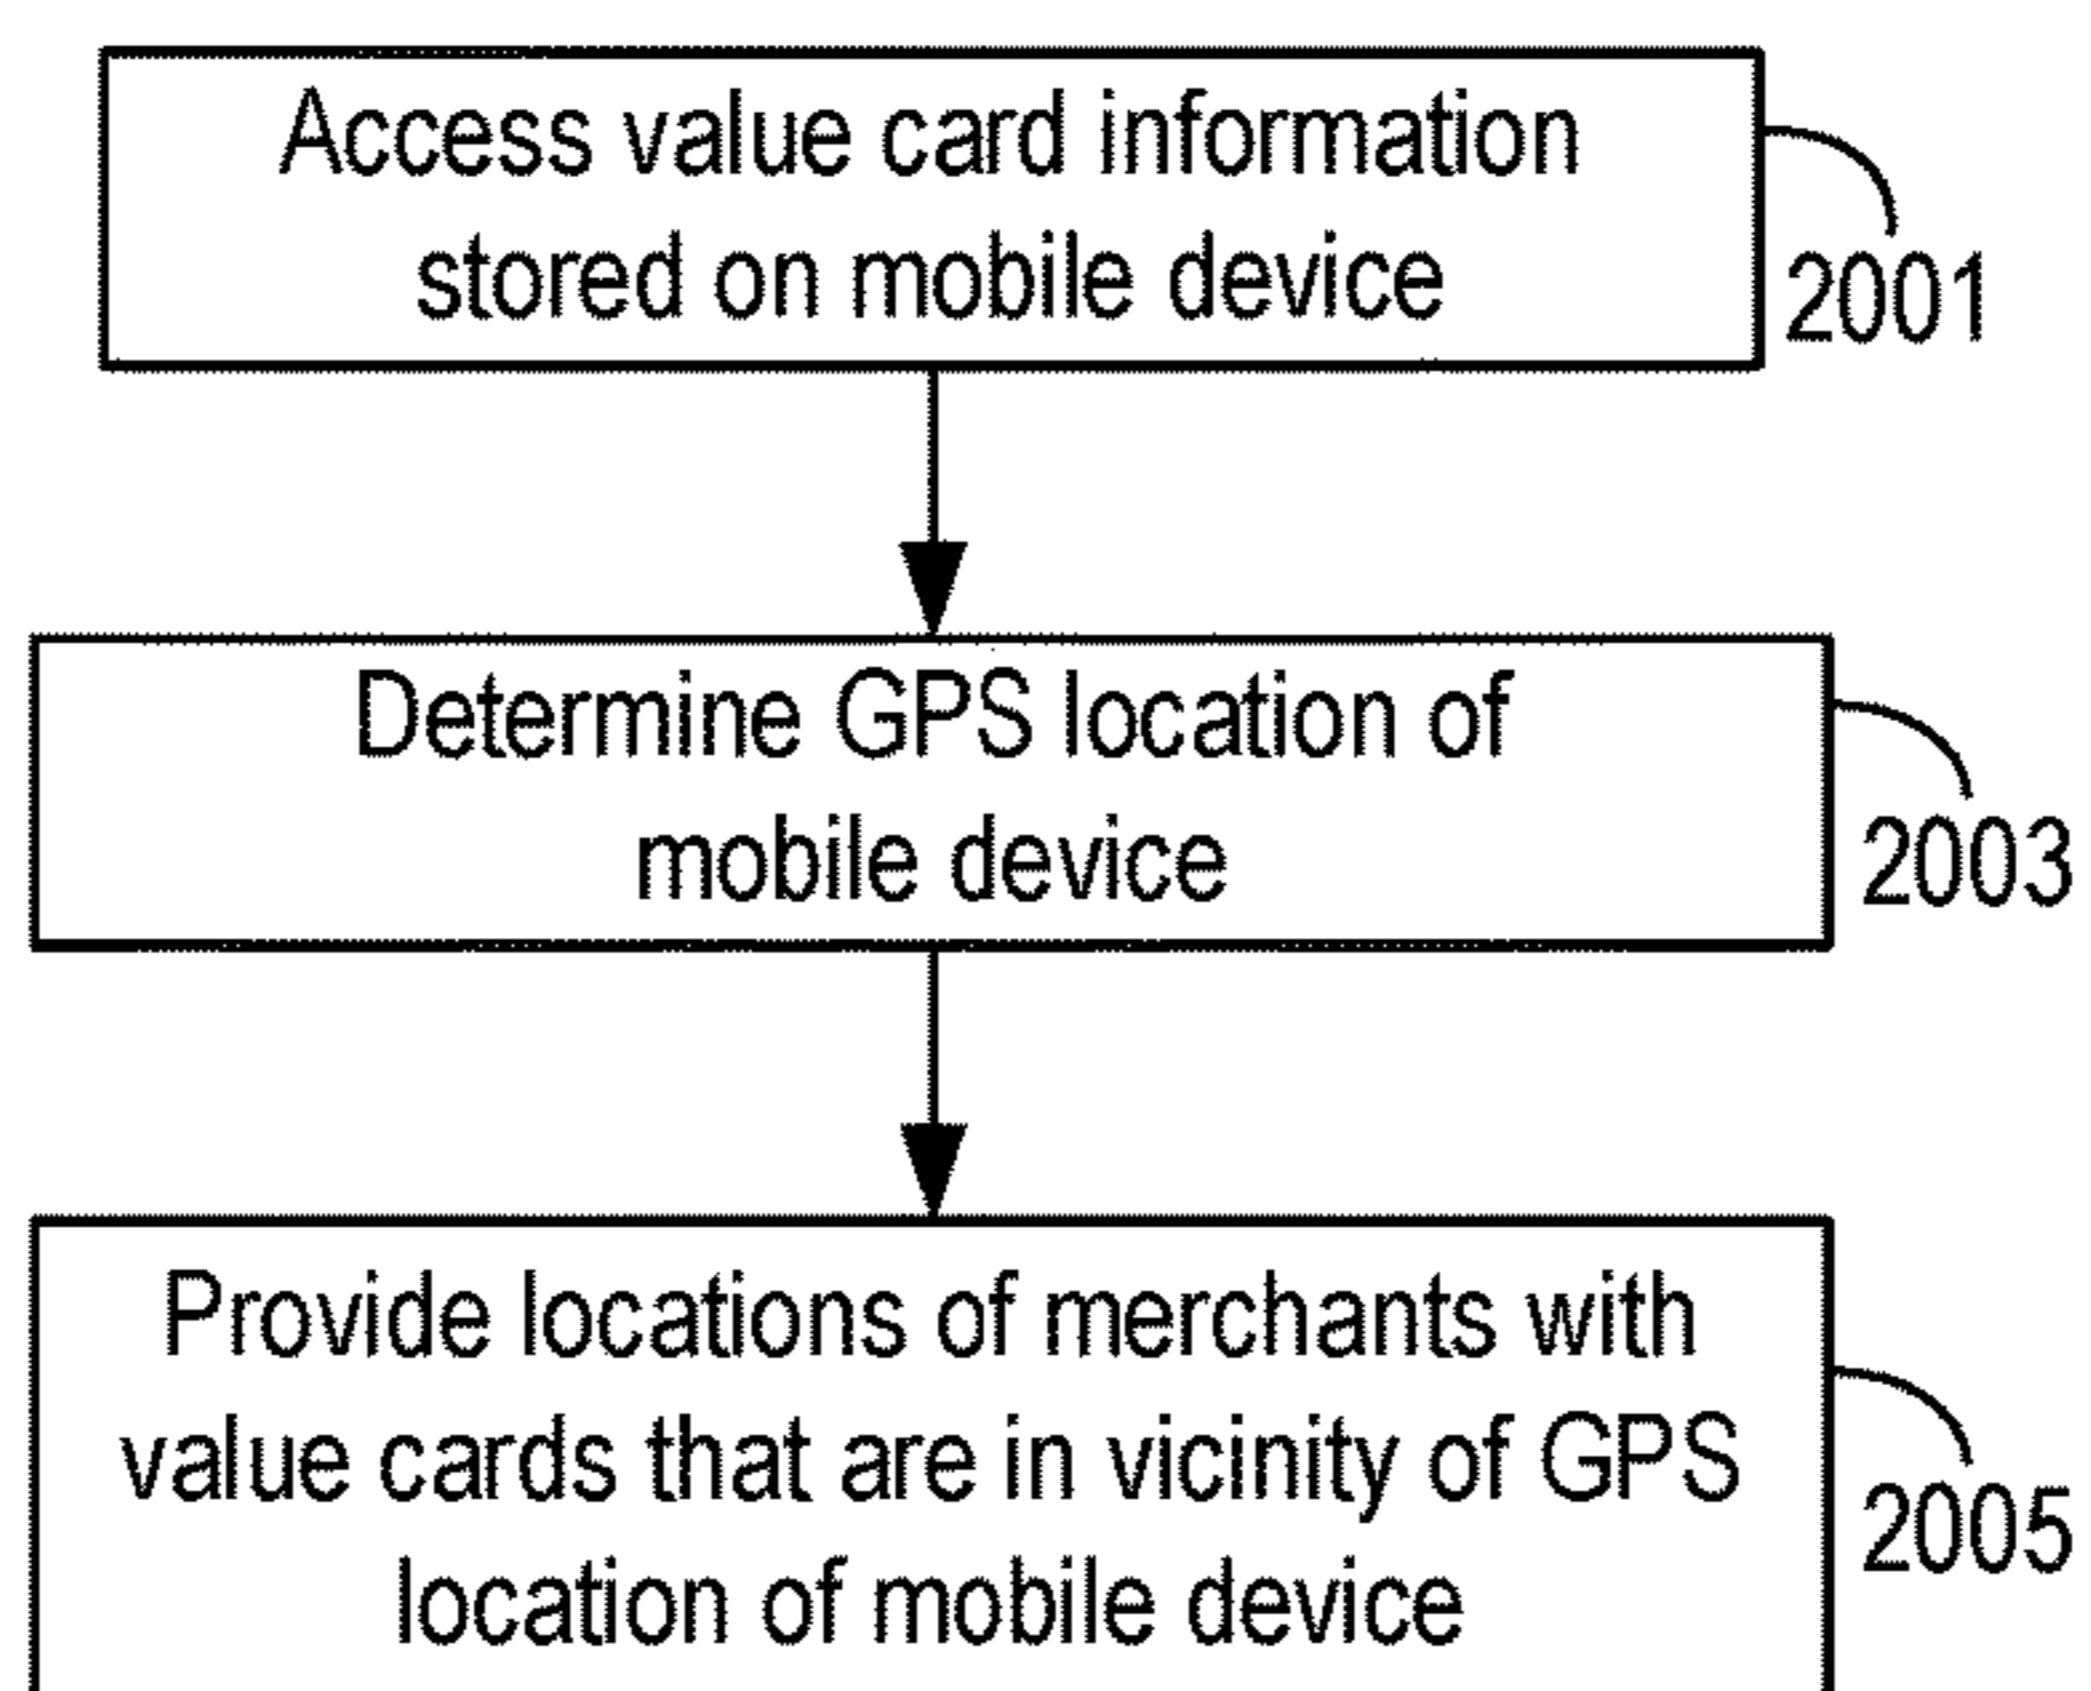 Access value card information
stored on mobile device
2001
Determine GPS location of
mobile device
2003
Provide locations of merchants with
value cards that are in vicinity of GPS
location of mobile device
2005